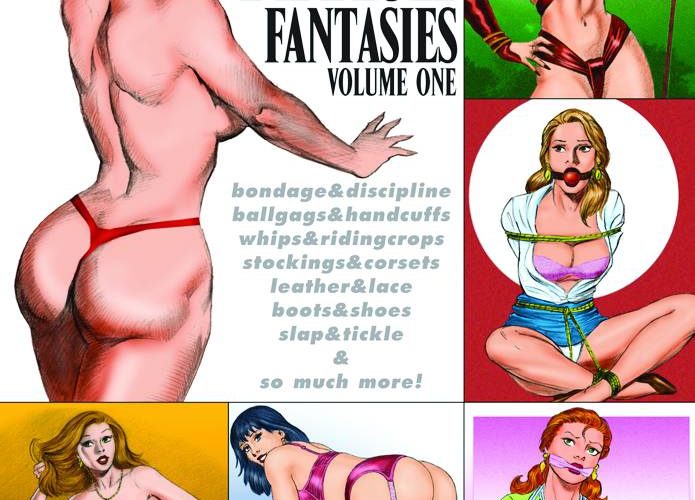 FANTASIES
VOLUME ONE
bondage&discipline
ballgags&handcuffs
whips&ridingcrops
stockings&corsets
leather&lace
boots&shoes
slap&tickle
&
so much more!